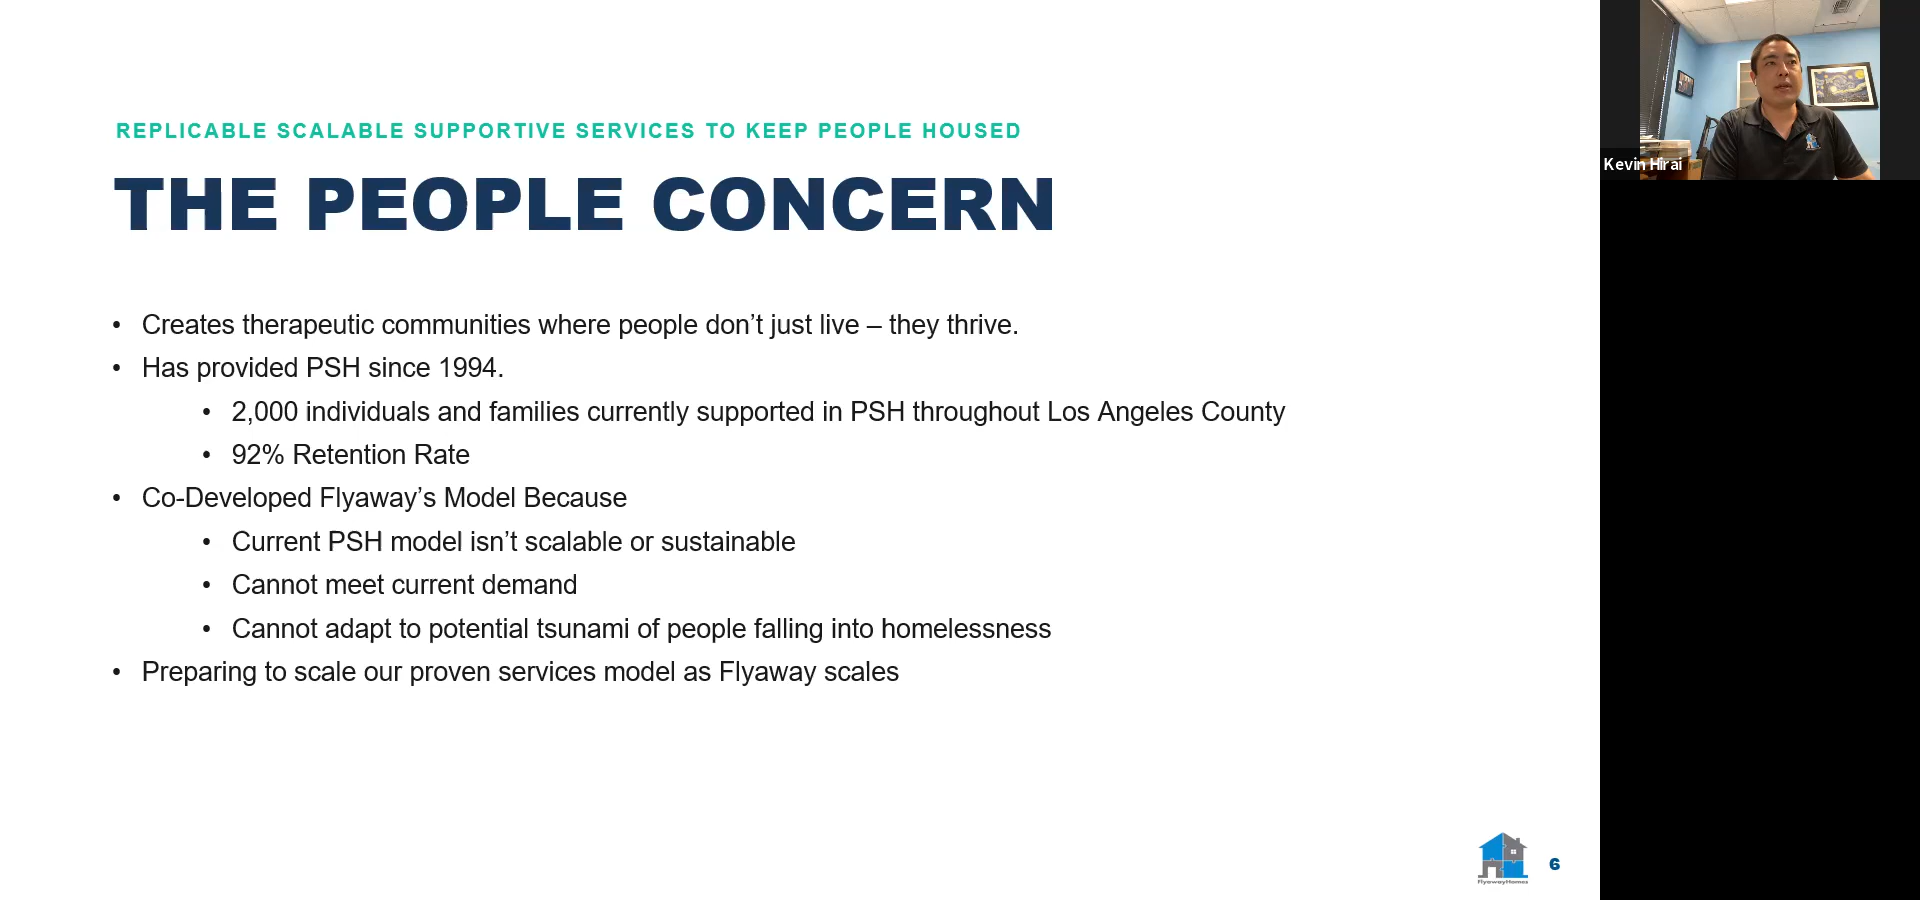 REPLICABLE SCALABLE SUPPORTIVE SERVICES TO KEEP PEOPLE HOUSED
THE PEOPLE CONCERN
• Creates therapeutic communities where people don’t just live – they thrive.
• Has provided PSH since 1994.
• 2,000 individuals and families currently supported in PSH throughout Los Angeles County
• 92% Retention Rate
• Co-Developed Flyaway’s Model Because
• Current PSH model isn’t scalable or sustainable
• Cannot meet current demand
• Cannot adapt to potential tsunami of people falling into homelessness
• Preparing to scale our proven services model as Flyaway scales
FlyawayHomes
6
Kevin Hirai